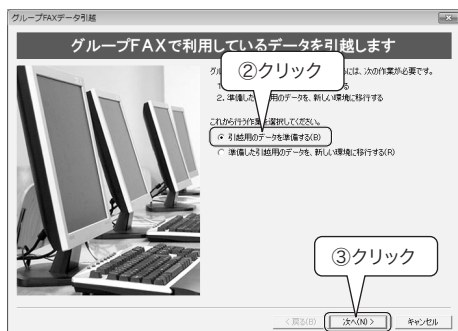 グループFAXデータ引越
グループFAXで利用しているデータを引越します
②クリック
には、次の作業が必要です。
2. 準備した
用のデータを、新しい環境に移行する
これから行う作業を選択してください。
引越用のデータを準備する(B)
準備した引越用のデータを、新しい環境に移行する(R)
③クリック
< 戻る(B)
次へ(N) >
キャンセル